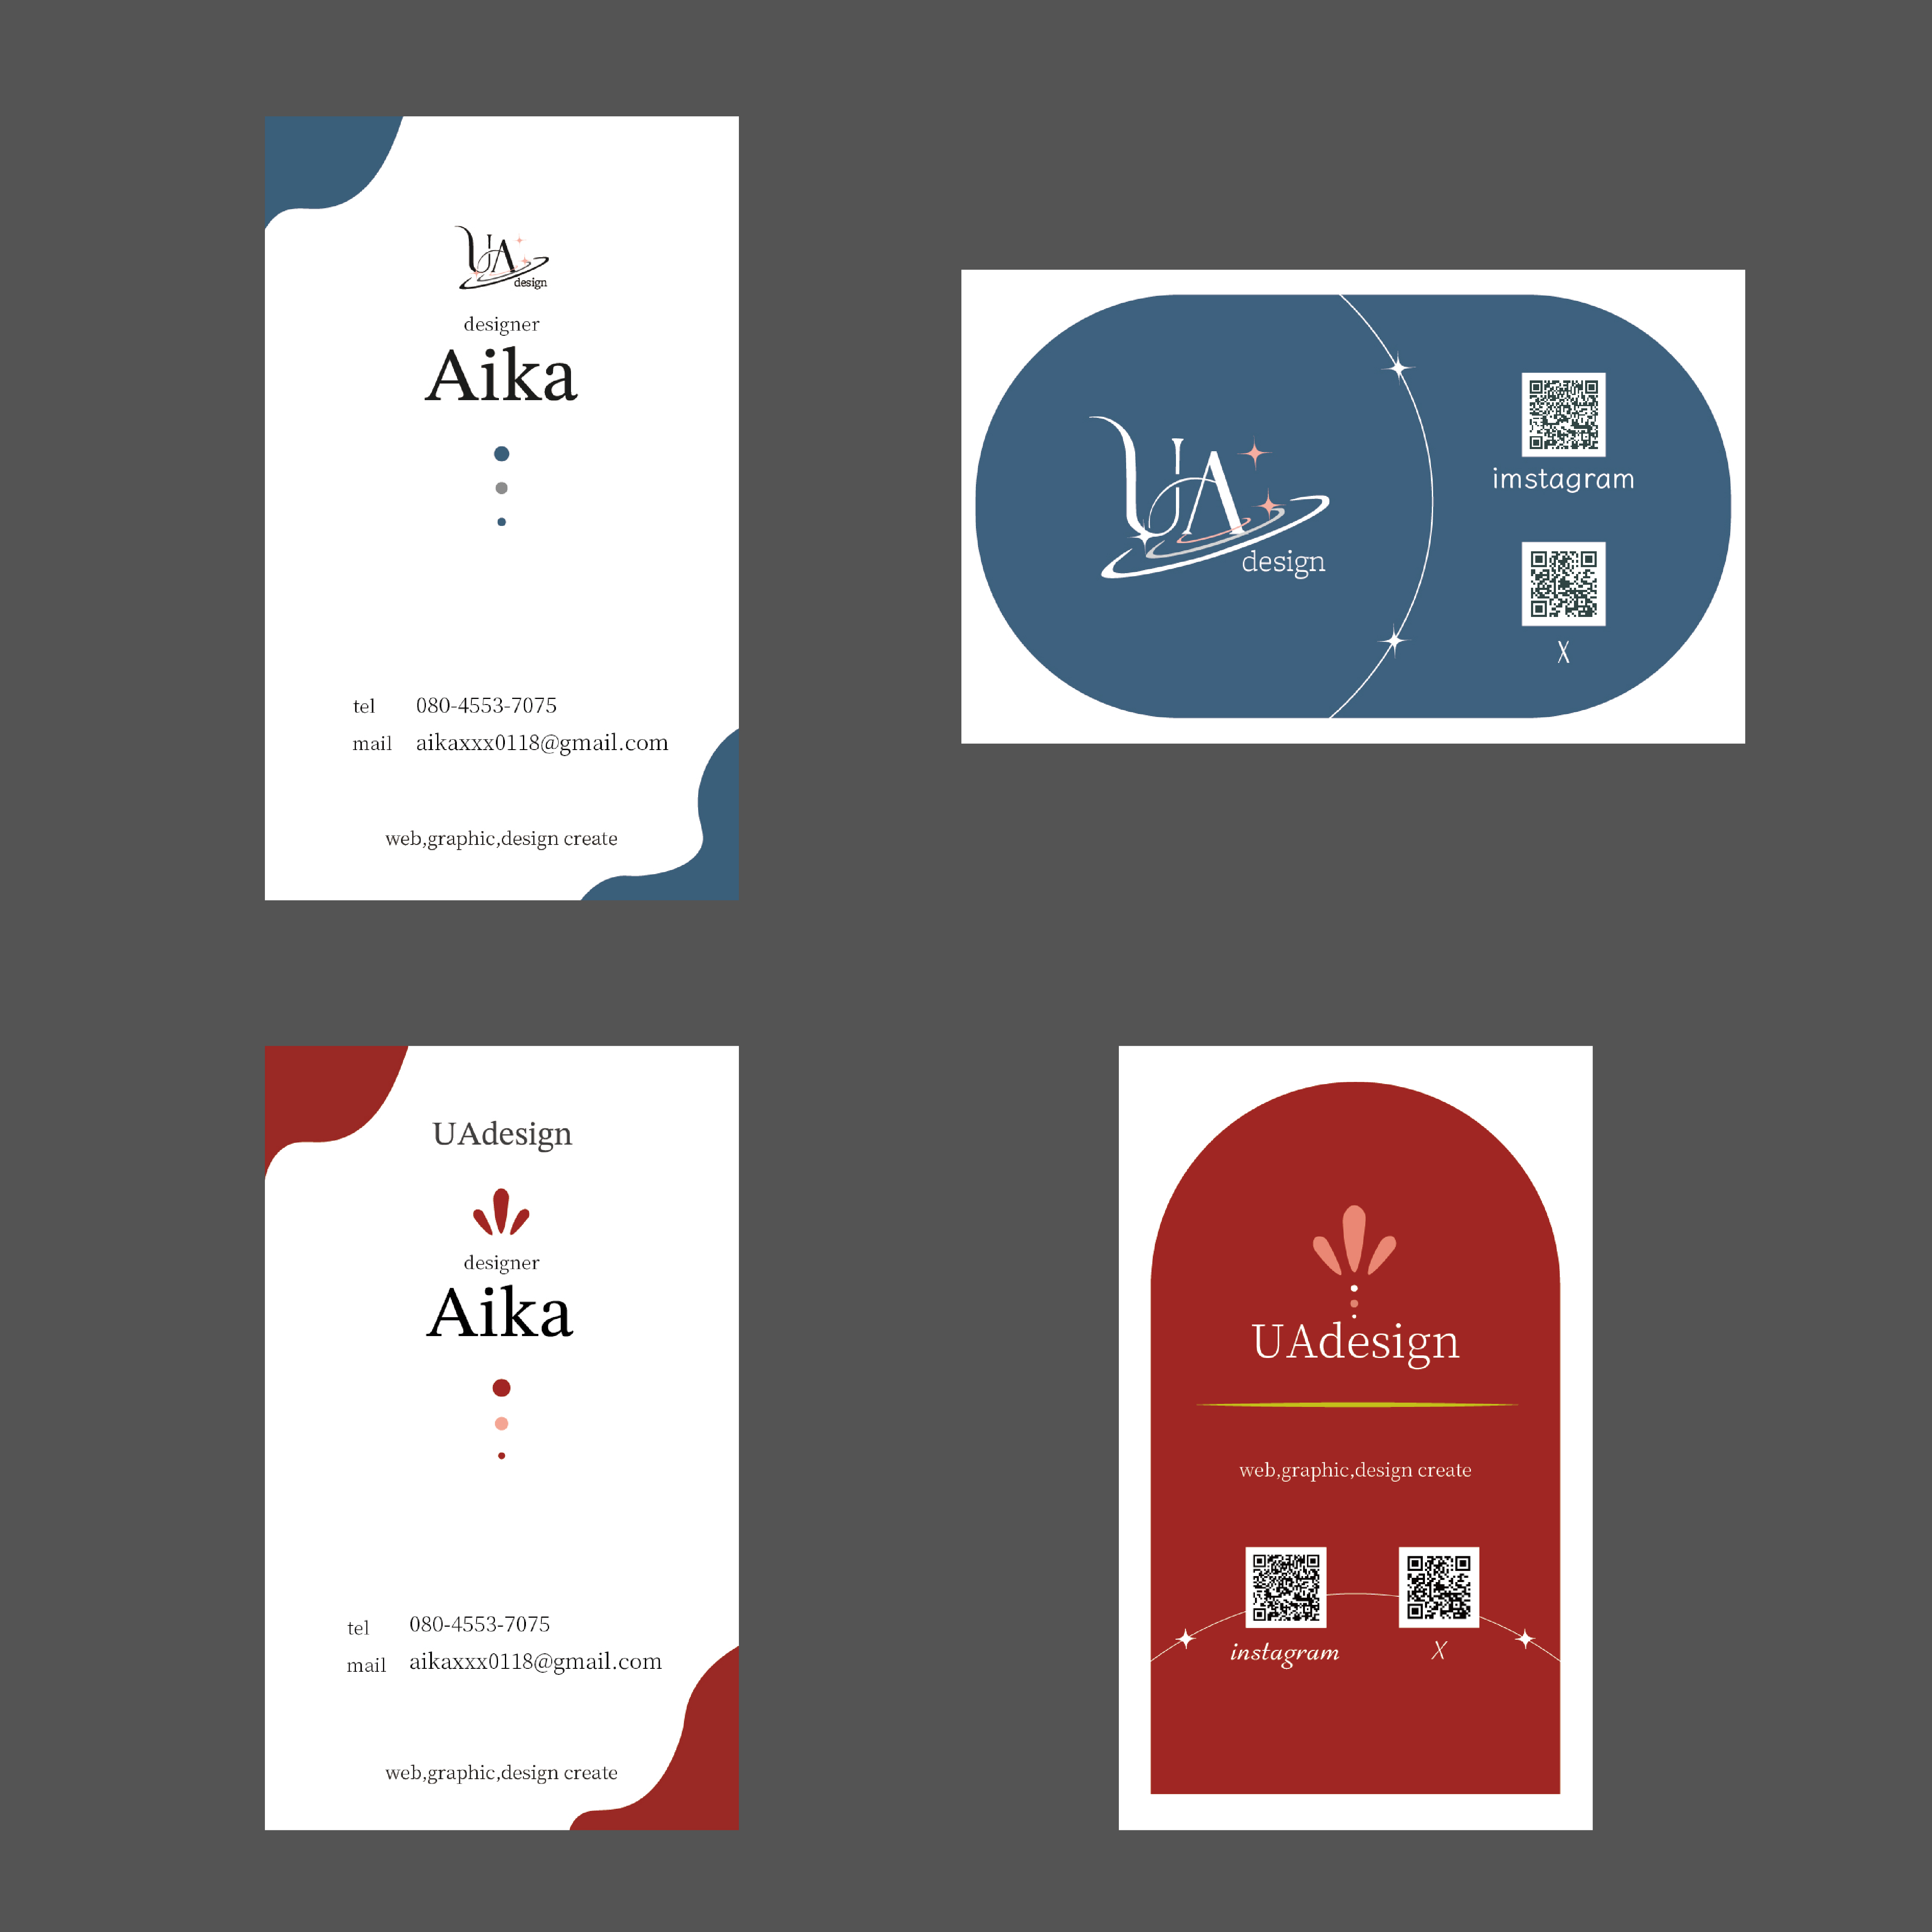 UA
design
designer
Aika
tel 080-4553-7075
mail aikaxxx0118@gmail.com
web,graphic,design create
UA
design
imstagram
X
UAdesign
designer
Aika
tel 080-4553-7075
mail aikaxxx0118@gmail.com
web,graphic,design create
UAdesign
web,graphic,design create
instagram X